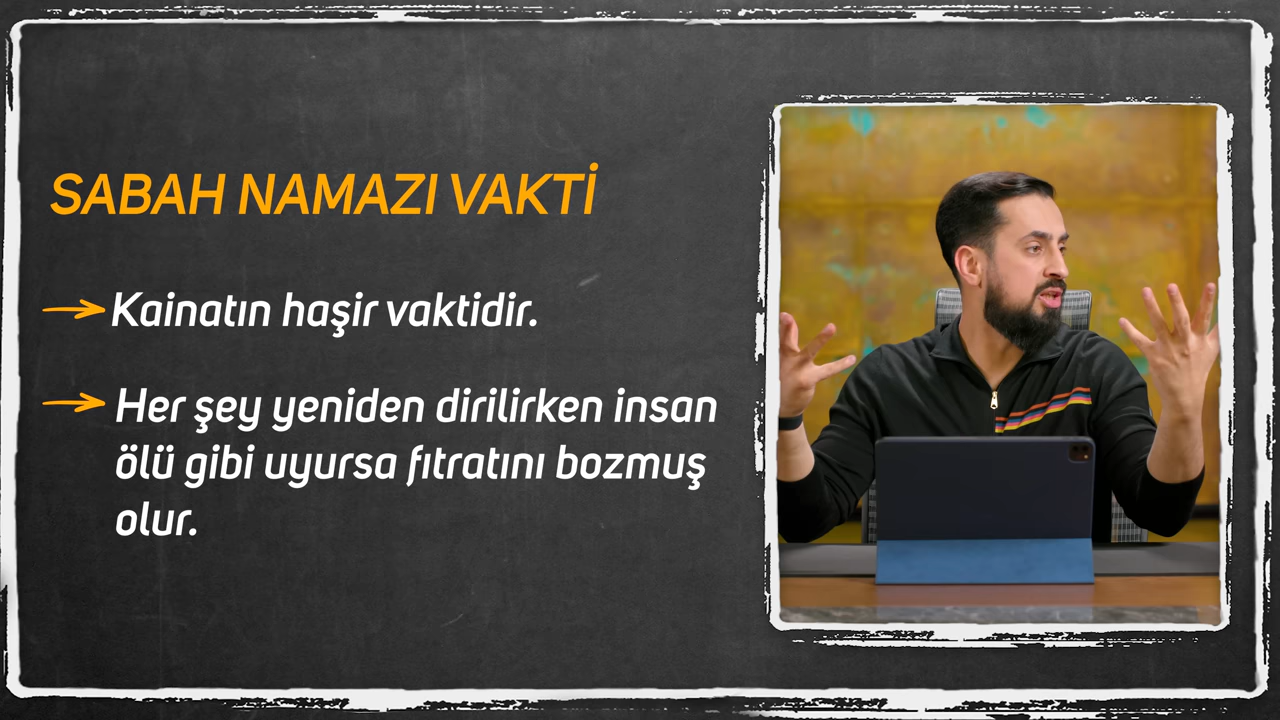 SABAH NAMAZI VAKTİ
Kainatın haşir vaktidir.
Her şey yeniden dirilirken insan
ölü gibi uyursa fıtratını bozmuş
olur.